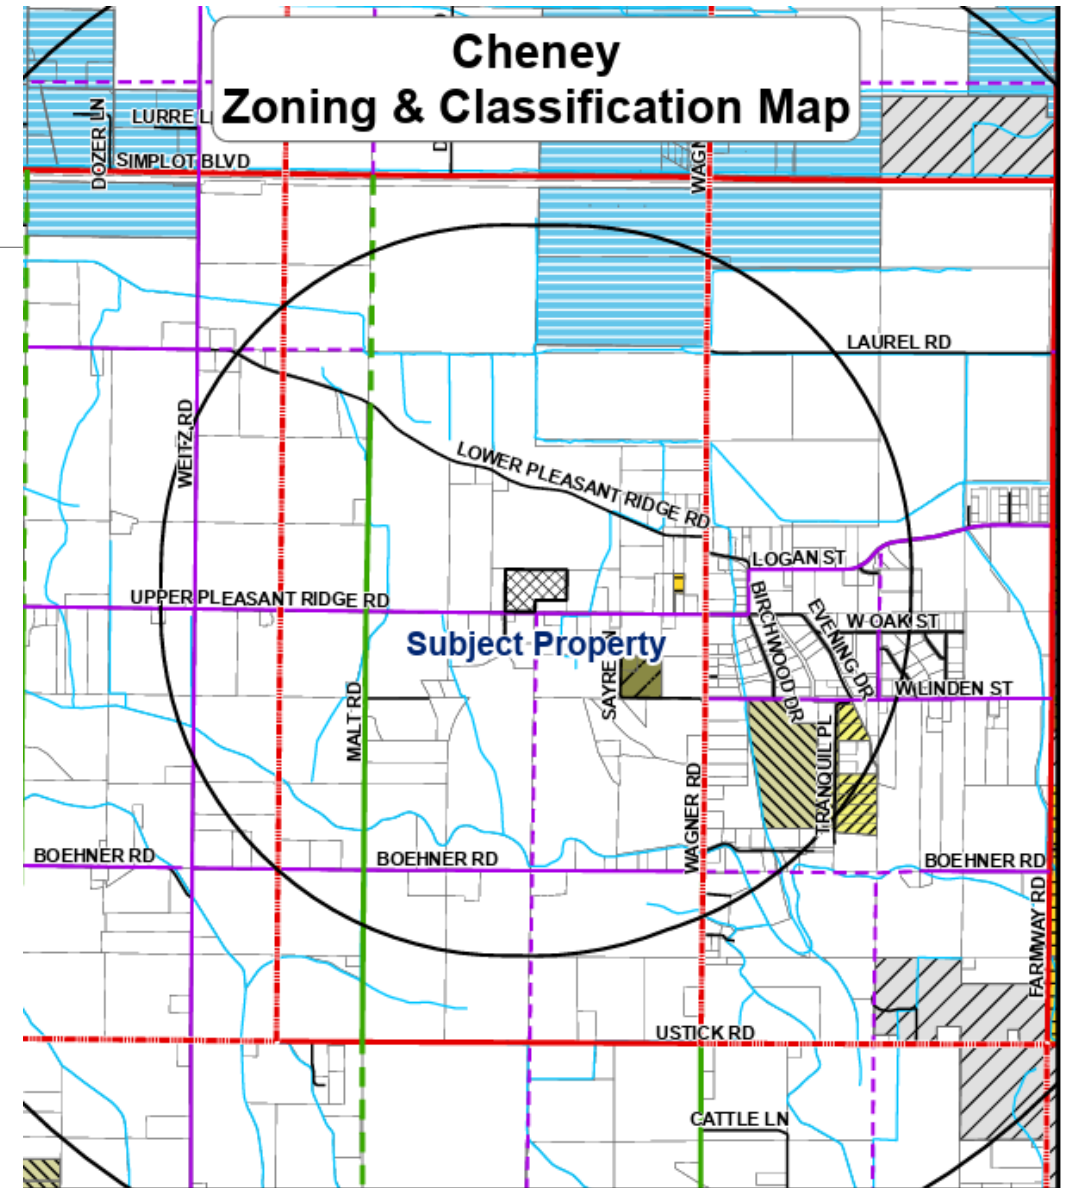 Cheney
Zoning & Classification Map
DOZER LN
LURRE L
SIMPLOT BLVD
D
WAGN
LAUREL RD
WEITZ RD
LOWER PLEASANT RIDGE RD
LOGAN ST
UPPER PLEASANT RIDGE RD
BIRCHWOOD DR
EVENING DR
W OAK ST
Subject Property
SAYRE N
W LINDEN ST
MALT RD
TRANQUIL PL
WAGNER RD
BOEHNER RD
BOEHNER RD
BOEHNER RD
FARMWAY RD
USTICK RD
CATTLE LN